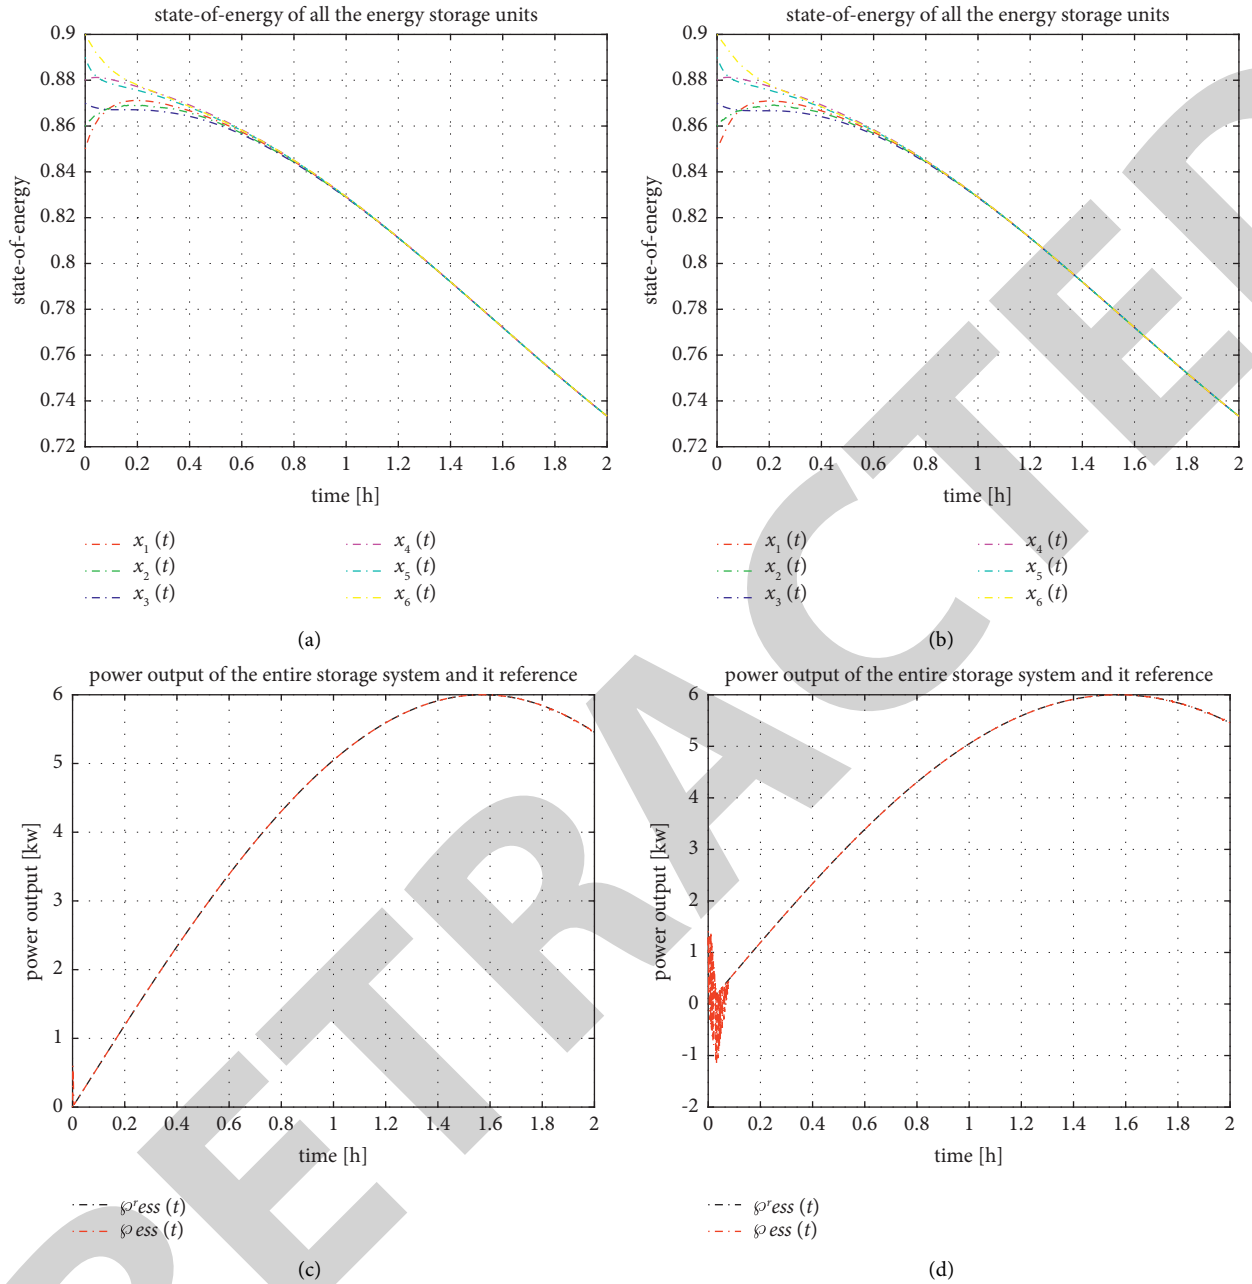 state-of-energy of all the energy storage units
0.9
0.88
0.86
0.84
0.82
0.8
0.78
0.76
0.74
0.72
state-of-energy
0 0.2 0.4 0.6 0.8 1 1.2 1.4 1.6 1.8 2
time [h]
x1 (t)
x2 (t)
x3 (t)
x4 (t)
x5 (t)
x6 (t)
(a)
state-of-energy of all the energy storage units
0.9
0.88
0.86
0.84
0.82
0.8
0.78
0.76
0.74
0.72
state-of-energy
0 0.2 0.4 0.6 0.8 1 1.2 1.4 1.6 1.8 2
time [h]
x1 (t)
x2 (t)
x3 (t)
x4 (t)
x5 (t)
x6 (t)
(b)
power output of the entire storage system and it reference
6
5
4
3
2
1
0
power output [kw]
0 0.2 0.4 0.6 0.8 1 1.2 1.4 1.6 1.8 2
time [h]
℘r ess (t)
℘ ess (t)
(c)
power output of the entire storage system and it reference
6
5
4
3
2
1
0
-1
-2
power output [kw]
0 0.2 0.4 0.6 0.8 1 1.2 1.4 1.6 1.8 2
time [h]
℘r ess (t)
℘ ess (t)
(d)
RETRACTED